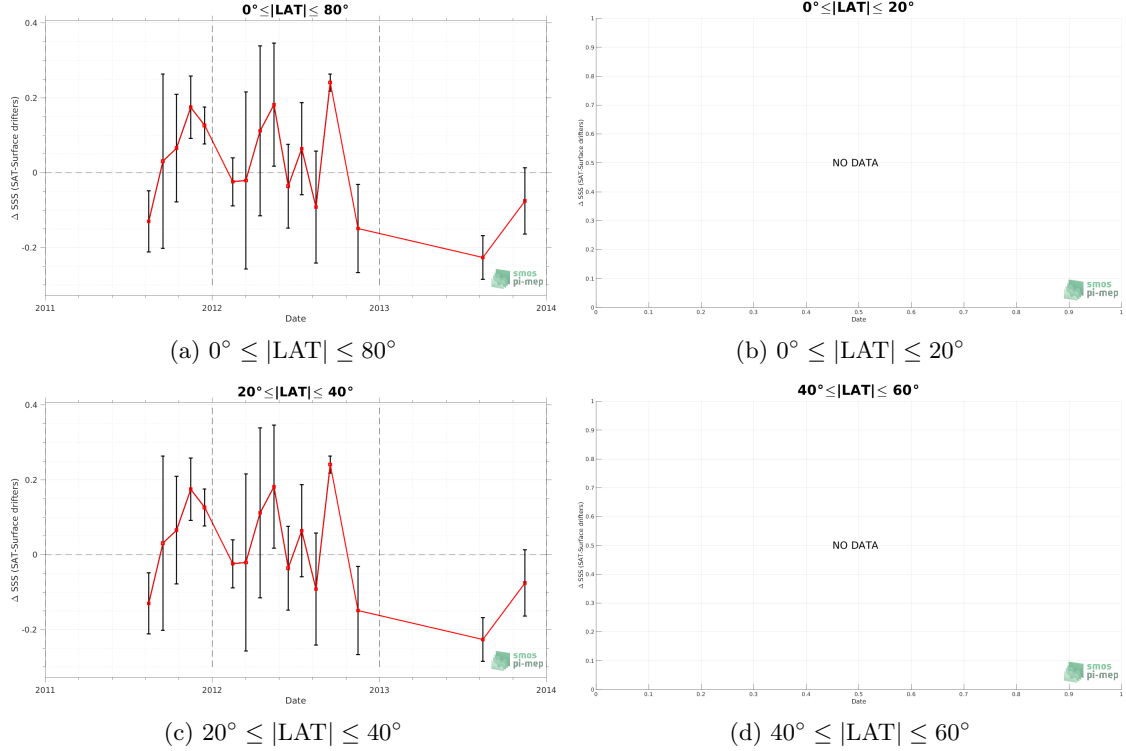 0°≤|LAT|≤ 80°
0.4
0.2
0
-0.2
Δ SSS (SAT-Surface drifters)
2011
2012
2013
2014
Date
smos
pi-mep
(a) 0° ≤ |LAT| ≤ 80°
0°≤|LAT|≤ 20°
1
0.9
0.8
0.7
0.6
0.5
0.4
0.3
0.2
0.1
0
Δ SSS (SAT-Surface drifters)
NO DATA
0
0.1
0.2
0.3
0.4
0.5
0.6
0.7
0.8
0.9
1
Date
smos
pi-mep
(b) 0° ≤ |LAT| ≤ 20°
20°≤|LAT|≤ 40°
0.4
0.2
0
-0.2
Δ SSS (SAT-Surface drifters)
2011
2012
2013
2014
Date
smos
pi-mep
(c) 20° ≤ |LAT| ≤ 40°
40°≤|LAT|≤ 60°
1
0.9
0.8
0.7
0.6
0.5
0.4
0.3
0.2
0.1
0
Δ SSS (SAT-Surface drifters)
NO DATA
0
0.1
0.2
0.3
0.4
0.5
0.6
0.7
0.8
0.9
1
Date
smos
pi-mep
(d) 40° ≤ |LAT| ≤ 60°